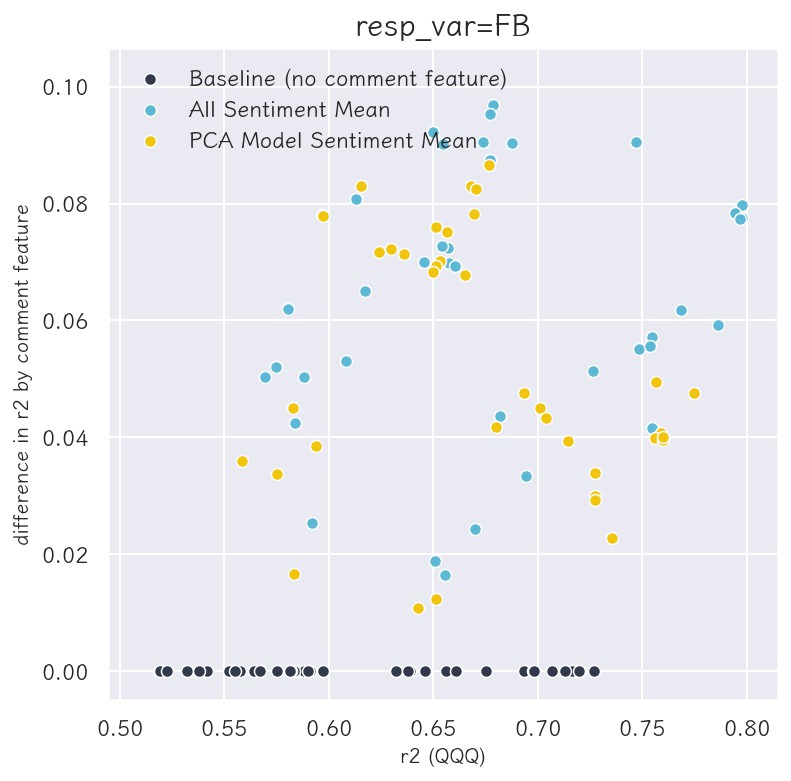 resp_var=FB
Baseline (no comment feature)
All Sentiment Mean
PCA Model Sentiment Mean
difference in r2 by comment feature
0.10
0.08
0.06
0.04
0.02
0.00
0.50 0.55 0.60 0.65 0.70 0.75 0.80
r2 (QQQ)